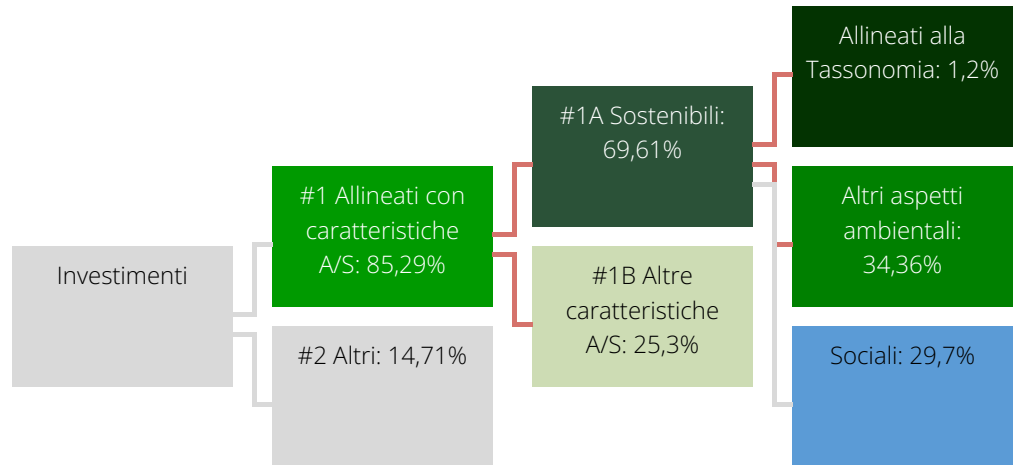 Investimenti
#1 Allineati con
caratteristiche
A/S: 85,29%
#2 Altri: 14,71%
#1A Sostenibili:
69,61%
#1B Altre
caratteristiche
A/S: 25,3%
Allineati alla
Tassonomia: 1,2%
Altri aspetti
ambientali:
34,36%
Sociali: 29,7%